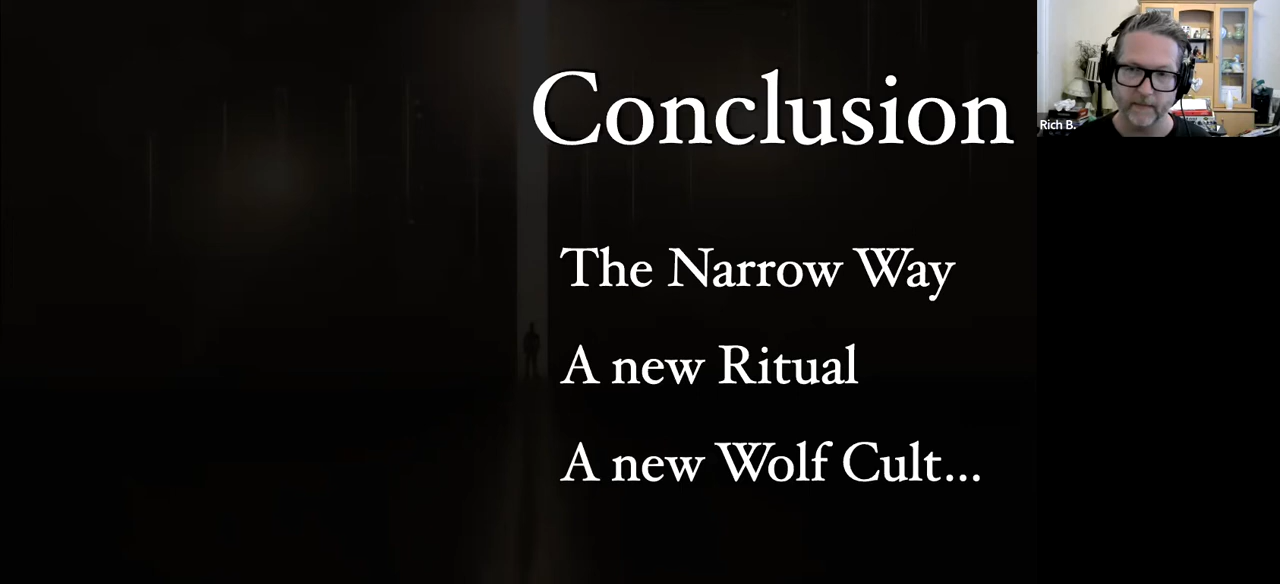 Conclusion
The Narrow Way
A new Ritual
A new Wolf Cult...
Rich B.